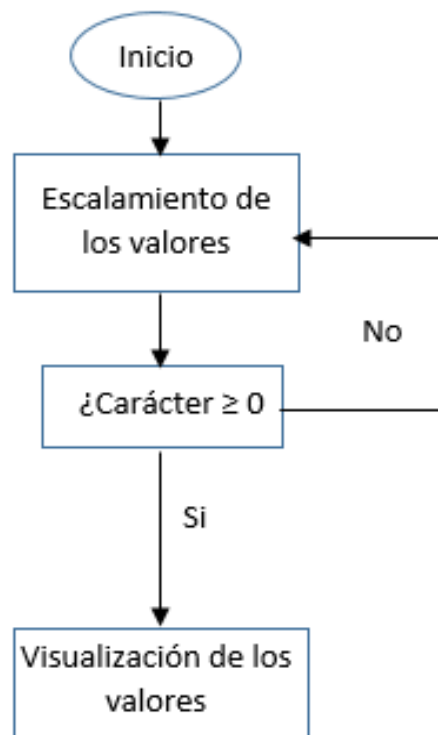 Inicio
Escalamiento de
los valores
No
¿Carácter ≥ 0
Si
Visualización de los
valores